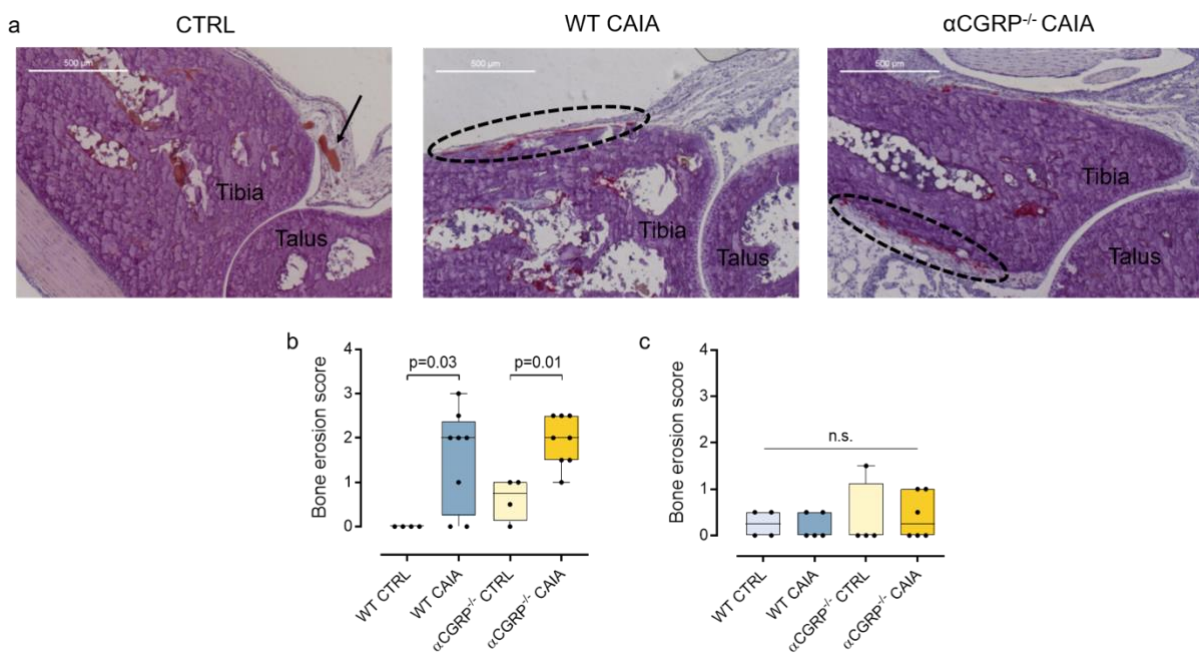 a
CTRL
WT CAIA
αCGRP-/- CAIA
500 µm
500 µm
500 µm
Tibia
Talus
Tibia
Talus
Tibia
Talus
b
Bone erosion score
4
3
2
1
0
p=0.03
p=0.01
WT CTRL
WT CAIA
αCGRP-/- CTRL
αCGRP-/- CAIA
c
Bone erosion score
4
3
2
1
0
n.s.
WT CTRL
WT CAIA
αCGRP-/- CTRL
αCGRP-/- CAIA